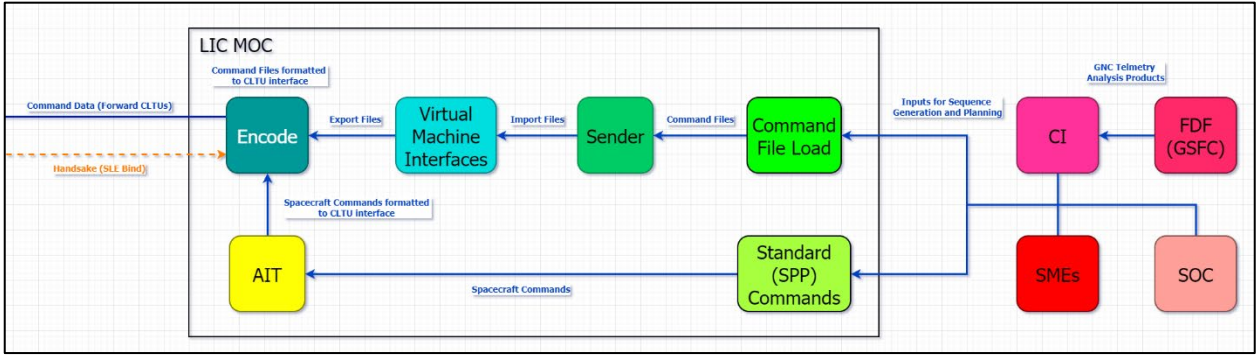 LIC MOC
Command Files formatted
to CLTU interface
GNC Telmetry
Analysis Products
Command Data (Forward CLTUs)
Encode
Export Files
Virtual
Machine
Interfaces
Import Files
Sender
Command Files
Command
File Load
Inputs for Sequence
Generation and Planning
CI
FDF
(GSFC)
Handsake (SLE Bind)
Spacecraft Commands formatted
to CLTU interface
AIT
Spacecraft Commands
Standard
(SPP)
Commands
SMEs
SOC